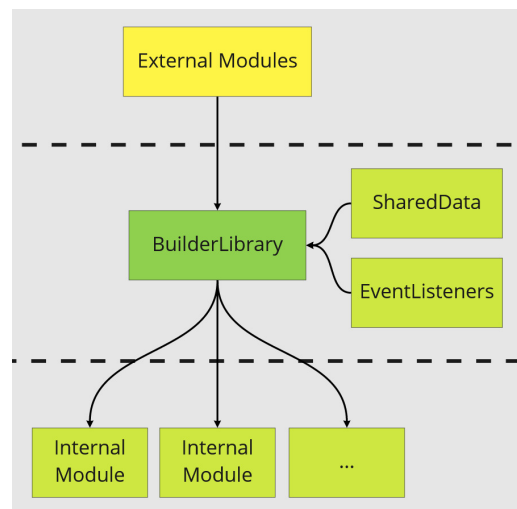 External Modules
SharedData
BuilderLibrary
EventListeners
Internal
Module
Internal
Module
...